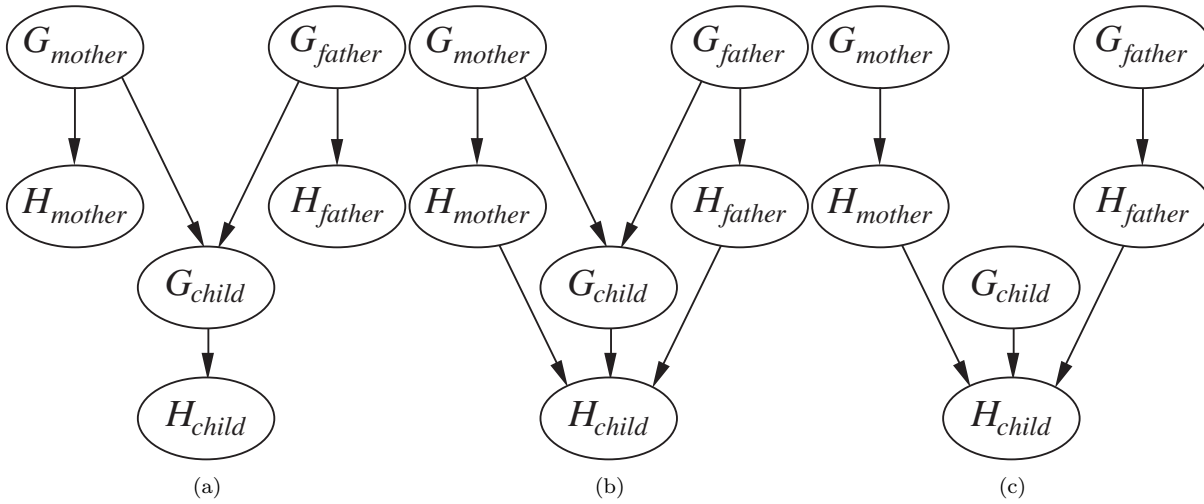 G_mother G_father G_mother G_father G_mother G_father
H_mother H_father H_mother H_father H_mother H_father
G_child G_child G_child
H_child H_child H_child
(a) (b) (c)